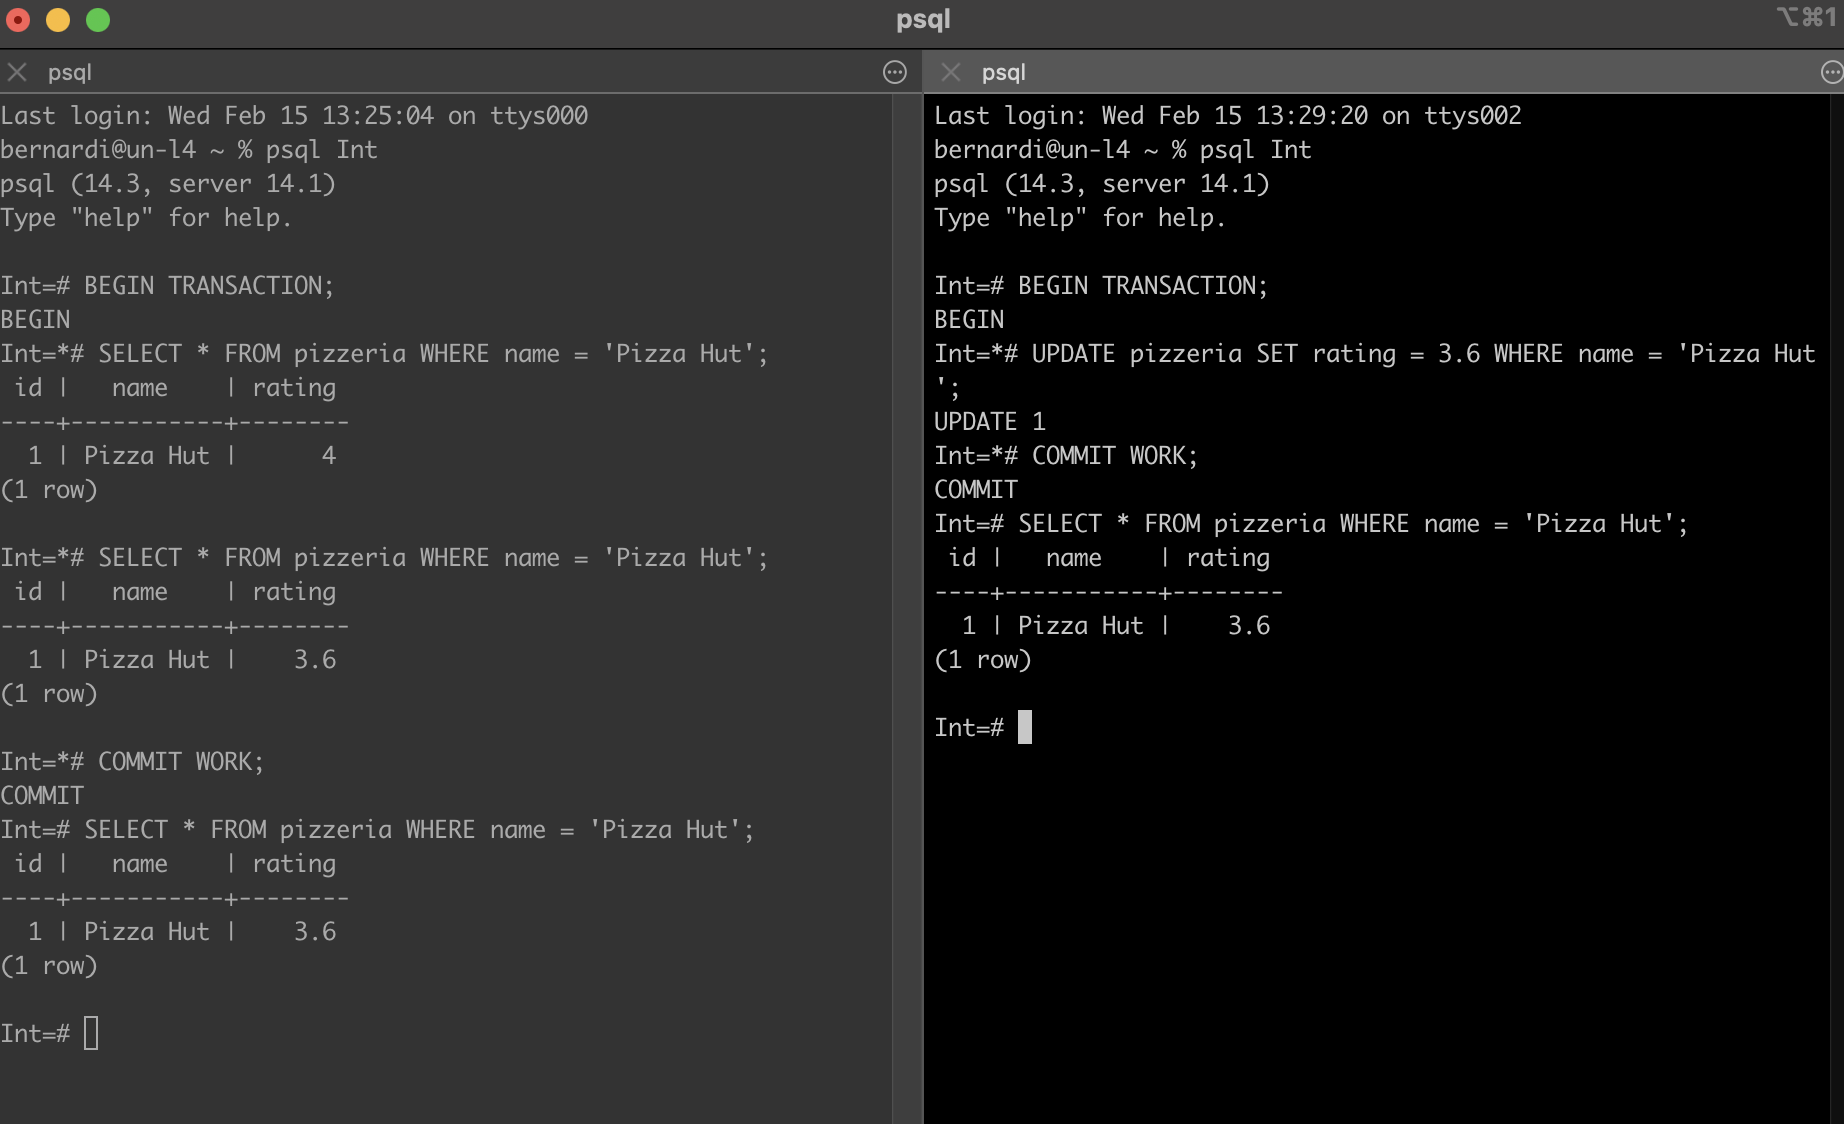 psql
⌥⌘1
psql
Last login: Wed Feb 15 13:25:04 on ttys000
bernardi@un-l4 ~ % psql Int
psql (14.3, server 14.1)
Type "help" for help.
Int=# BEGIN TRANSACTION;
BEGIN
Int=*# SELECT * FROM pizzeria WHERE name = 'Pizza Hut';
 id |   name    | rating
----+-----------+--------
  1 | Pizza Hut |      4
(1 row)
Int=*# SELECT * FROM pizzeria WHERE name = 'Pizza Hut';
 id |   name    | rating
----+-----------+--------
  1 | Pizza Hut |    3.6
(1 row)
Int=*# COMMIT WORK;
COMMIT
Int=# SELECT * FROM pizzeria WHERE name = 'Pizza Hut';
 id |   name    | rating
----+-----------+--------
  1 | Pizza Hut |    3.6
(1 row)
Int=#
psql
Last login: Wed Feb 15 13:29:20 on ttys002
bernardi@un-l4 ~ % psql Int
psql (14.3, server 14.1)
Type "help" for help.
Int=# BEGIN TRANSACTION;
BEGIN
Int=*# UPDATE pizzeria SET rating = 3.6 WHERE name = 'Pizza Hut
';
UPDATE 1
Int=*# COMMIT WORK;
COMMIT
Int=# SELECT * FROM pizzeria WHERE name = 'Pizza Hut';
 id |   name    | rating
----+-----------+--------
  1 | Pizza Hut |    3.6
(1 row)
Int=#